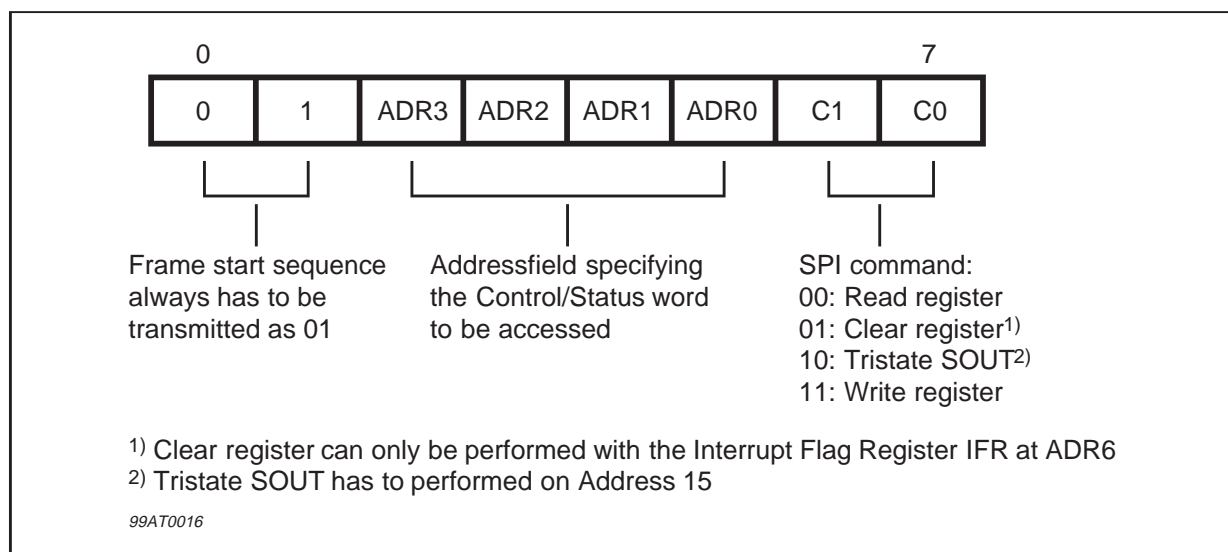 0 7
0 1 ADR3 ADR2 ADR1 ADR0 C1 C0
Frame start sequence
always has to be
transmitted as 01
Addressfield specifying
the Control/Status word
to be accessed
SPI command:
00: Read register
01: Clear register1)
10: Tristate SOUT2)
11: Write register
1) Clear register can only be performed with the Interrupt Flag Register IFR at ADR6
2) Tristate SOUT has to performed on Address 15
99AT0016